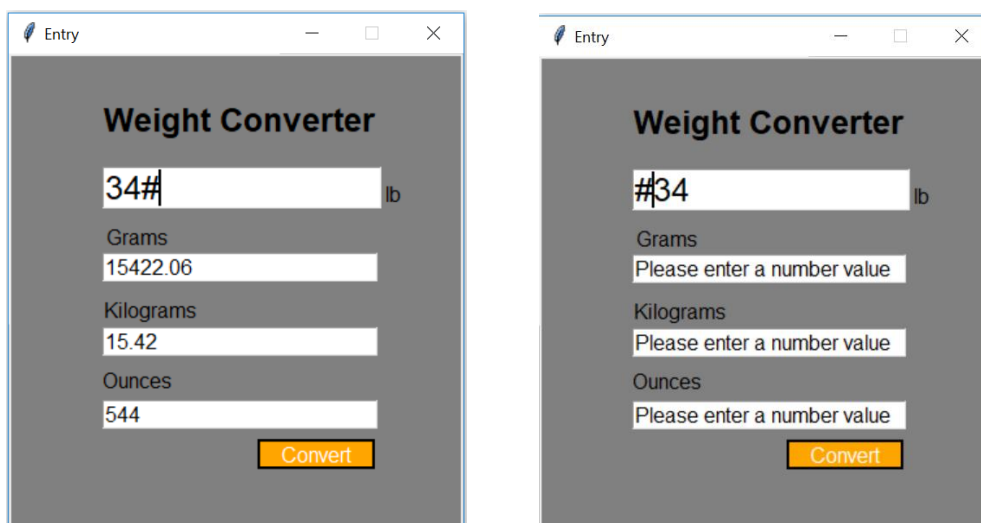 Entry
Weight Converter
34# lb
Grams
15422.06
Kilograms
15.42
Ounces
544
Convert
Entry
Weight Converter
#34 lb
Grams
Please enter a number value
Kilograms
Please enter a number value
Ounces
Please enter a number value
Convert